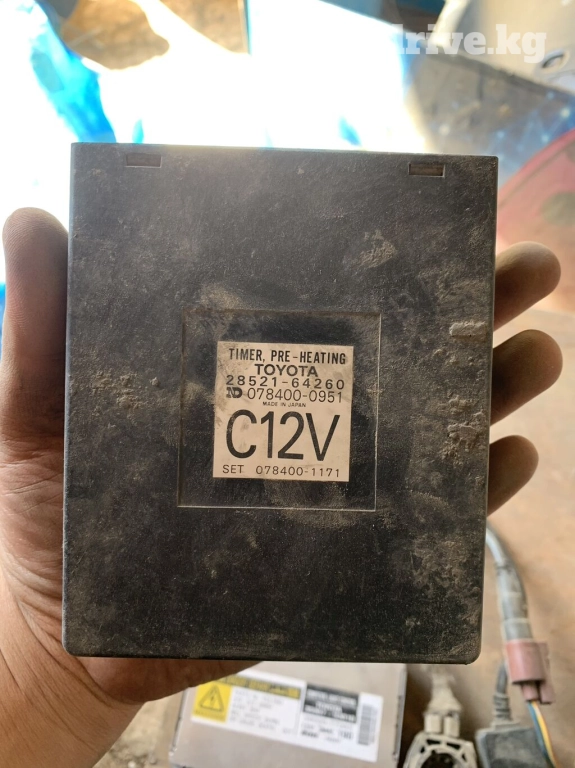 drive.kg
TIMER, PRE-HEATING
TOYOTA
28521-64260
ND 078400-0951
MADE IN JAPAN
C12V
SET 078400-1171